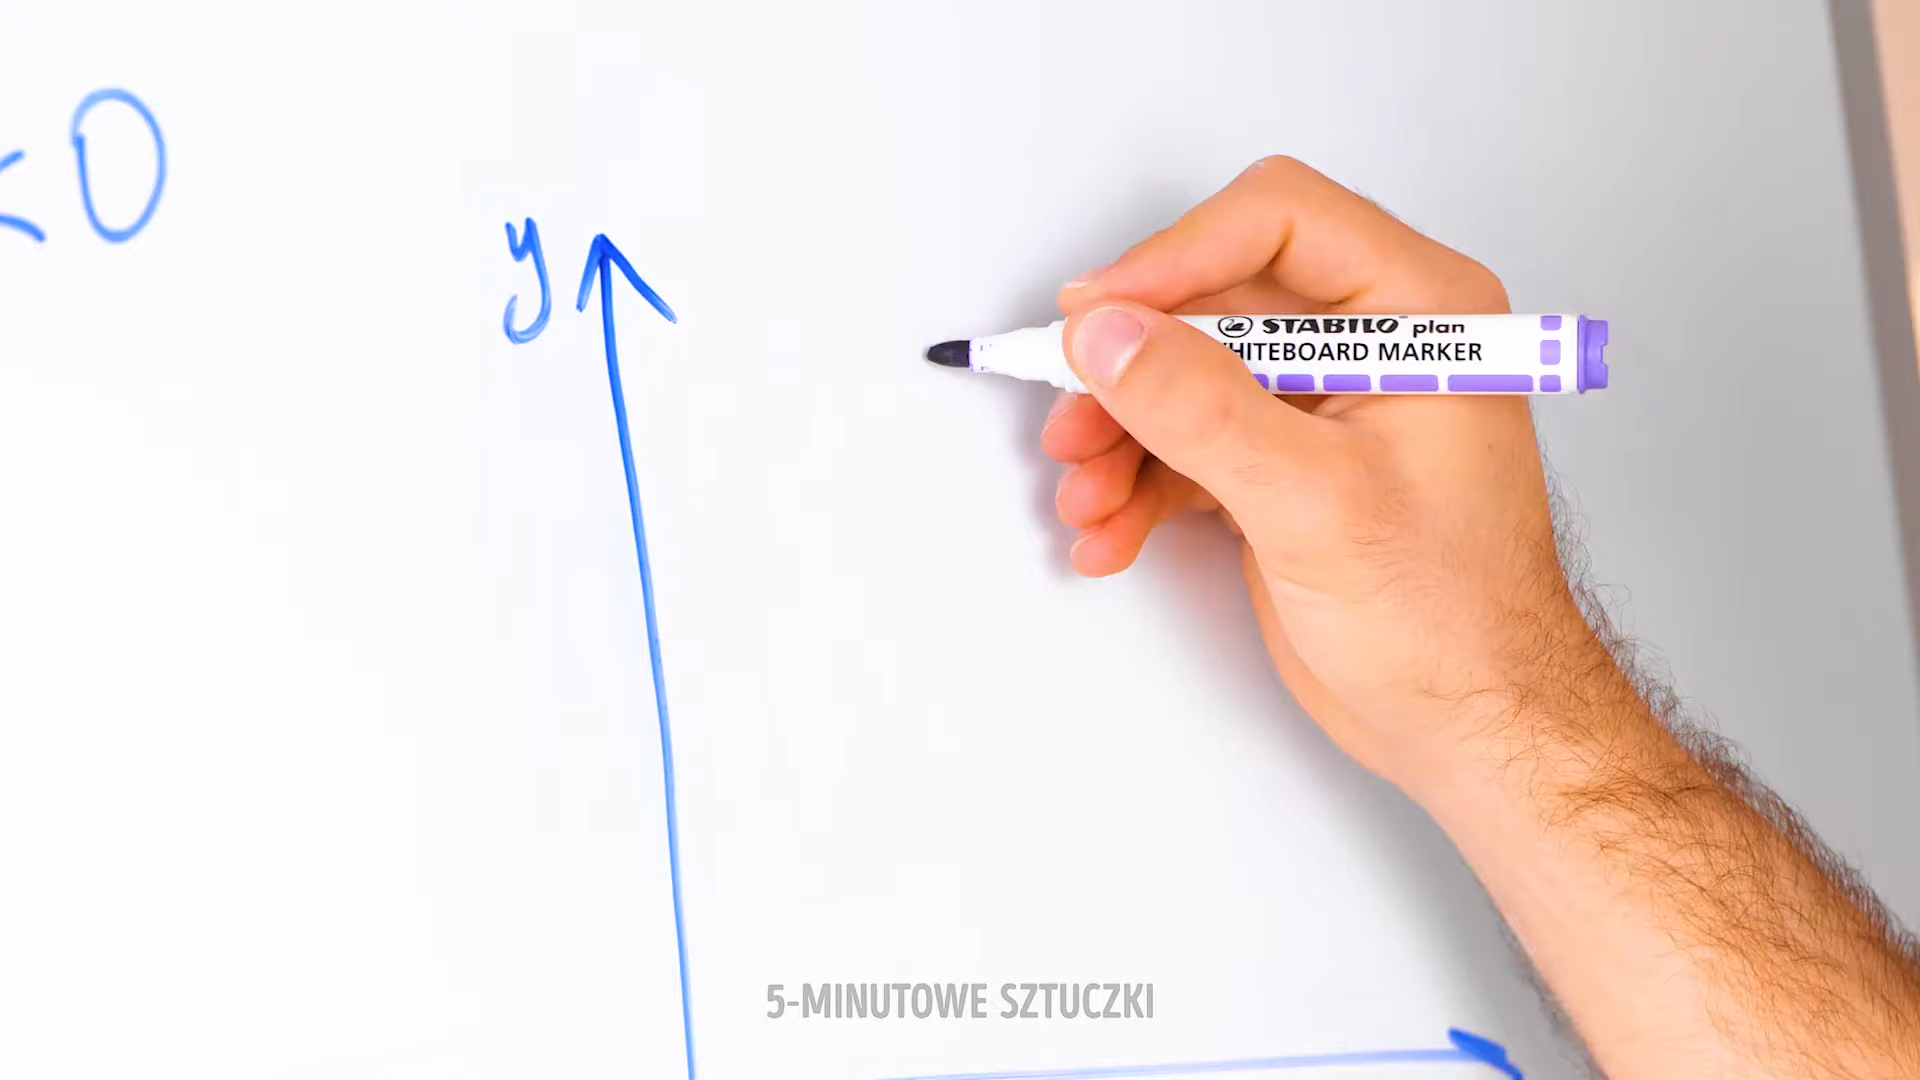 <0
y
STABILO plan
WHITEBOARD MARKER
5-MINUTOWE SZTUCZKI